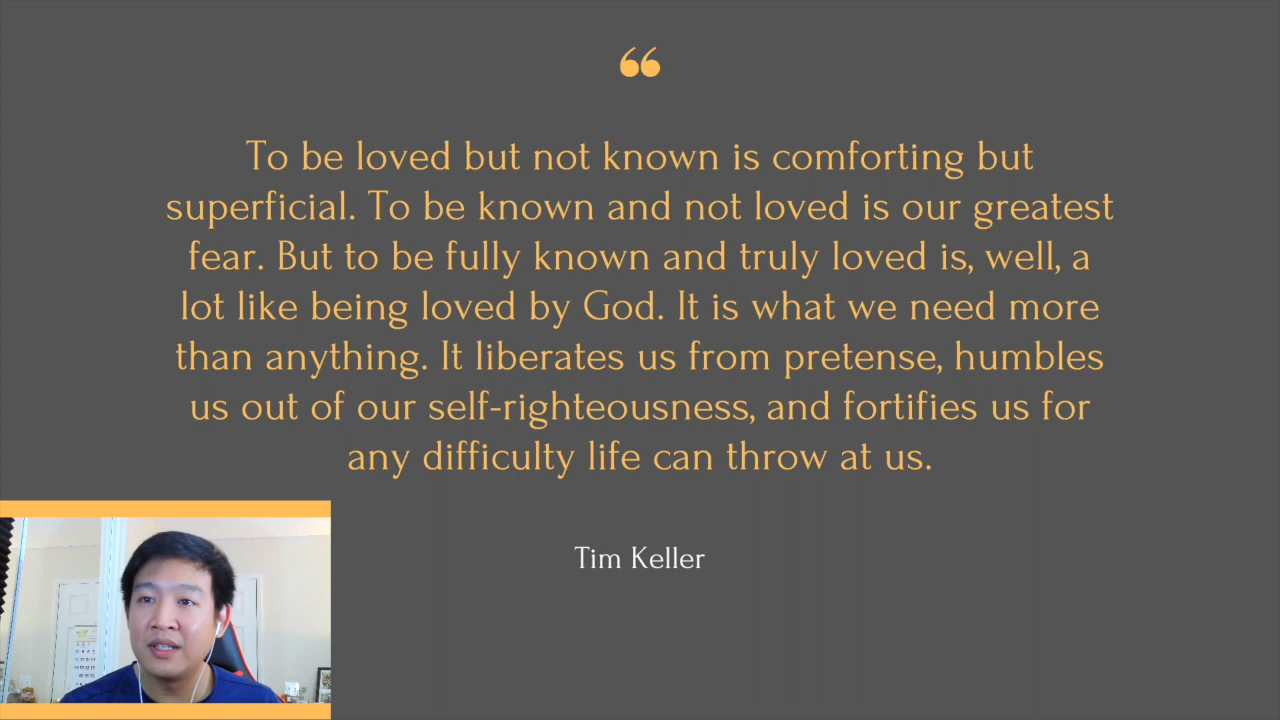 “
To be loved but not known is comforting but
superficial. To be known and not loved is our greatest
fear. But to be fully known and truly loved is, well, a
lot like being loved by God. It is what we need more
than anything. It liberates us from pretense, humbles
us out of our self-righteousness, and fortifies us for
any difficulty life can throw at us.
Tim Keller